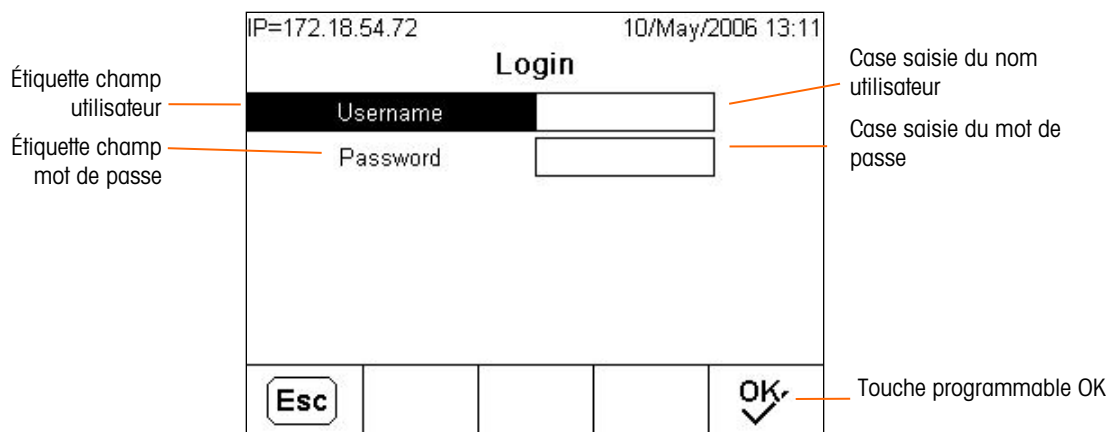 IP=172.18.54.72 10/May/2006 13:11
Login
Étiquette champ
utilisateur
Username
Case saisie du nom
utilisateur
Étiquette champ
mot de passe
Password
Case saisie du mot de
passe
Esc
OK
Touche programmable OK